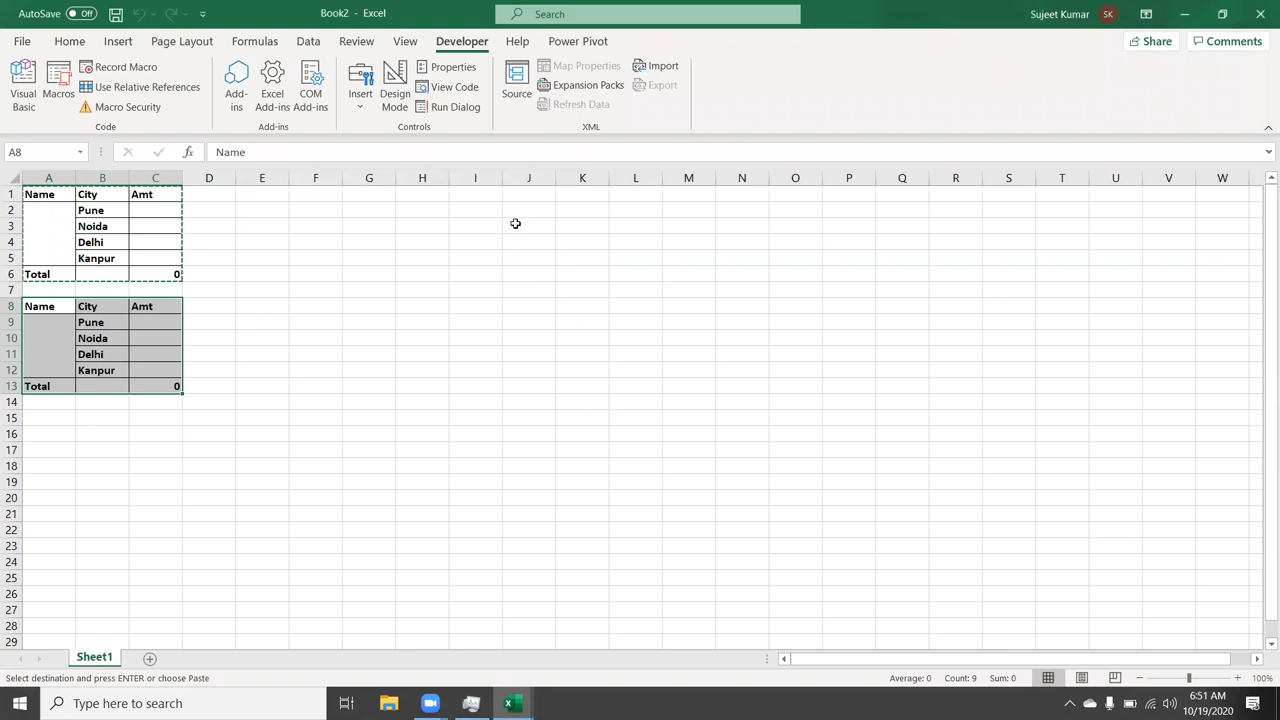 AutoSave Off Book2 - Excel Search Sujeet Kumar SK
File Home Insert Page Layout Formulas Data Review View Developer Help Power Pivot Share Comments
Visual Basic
Macros
Record Macro
Use Relative References
Macro Security
Code
Add-ins
Excel Add-ins
COM Add-ins
Add-ins
Insert
Design Mode
Properties
View Code
Run Dialog
Controls
Source
Map Properties
Expansion Packs
Refresh Data
Import
Export
XML
A8 fx Name
A B C D E F G H I J K L M N O P Q R S T U V W
1 Name City Amt
2 Pune
3 Noida
4 Delhi
5 Kanpur
6 Total 0
7
8 Name City Amt
9 Pune
10 Noida
11 Delhi
12 Kanpur
13 Total 0
14
15
16
17
18
19
20
21
22
23
24
25
26
27
28
29
Sheet1
Select destination and press ENTER or choose Paste Average: 0 Count: 9 Sum: 0 100%
Type here to search 6:51 AM
10/19/2020